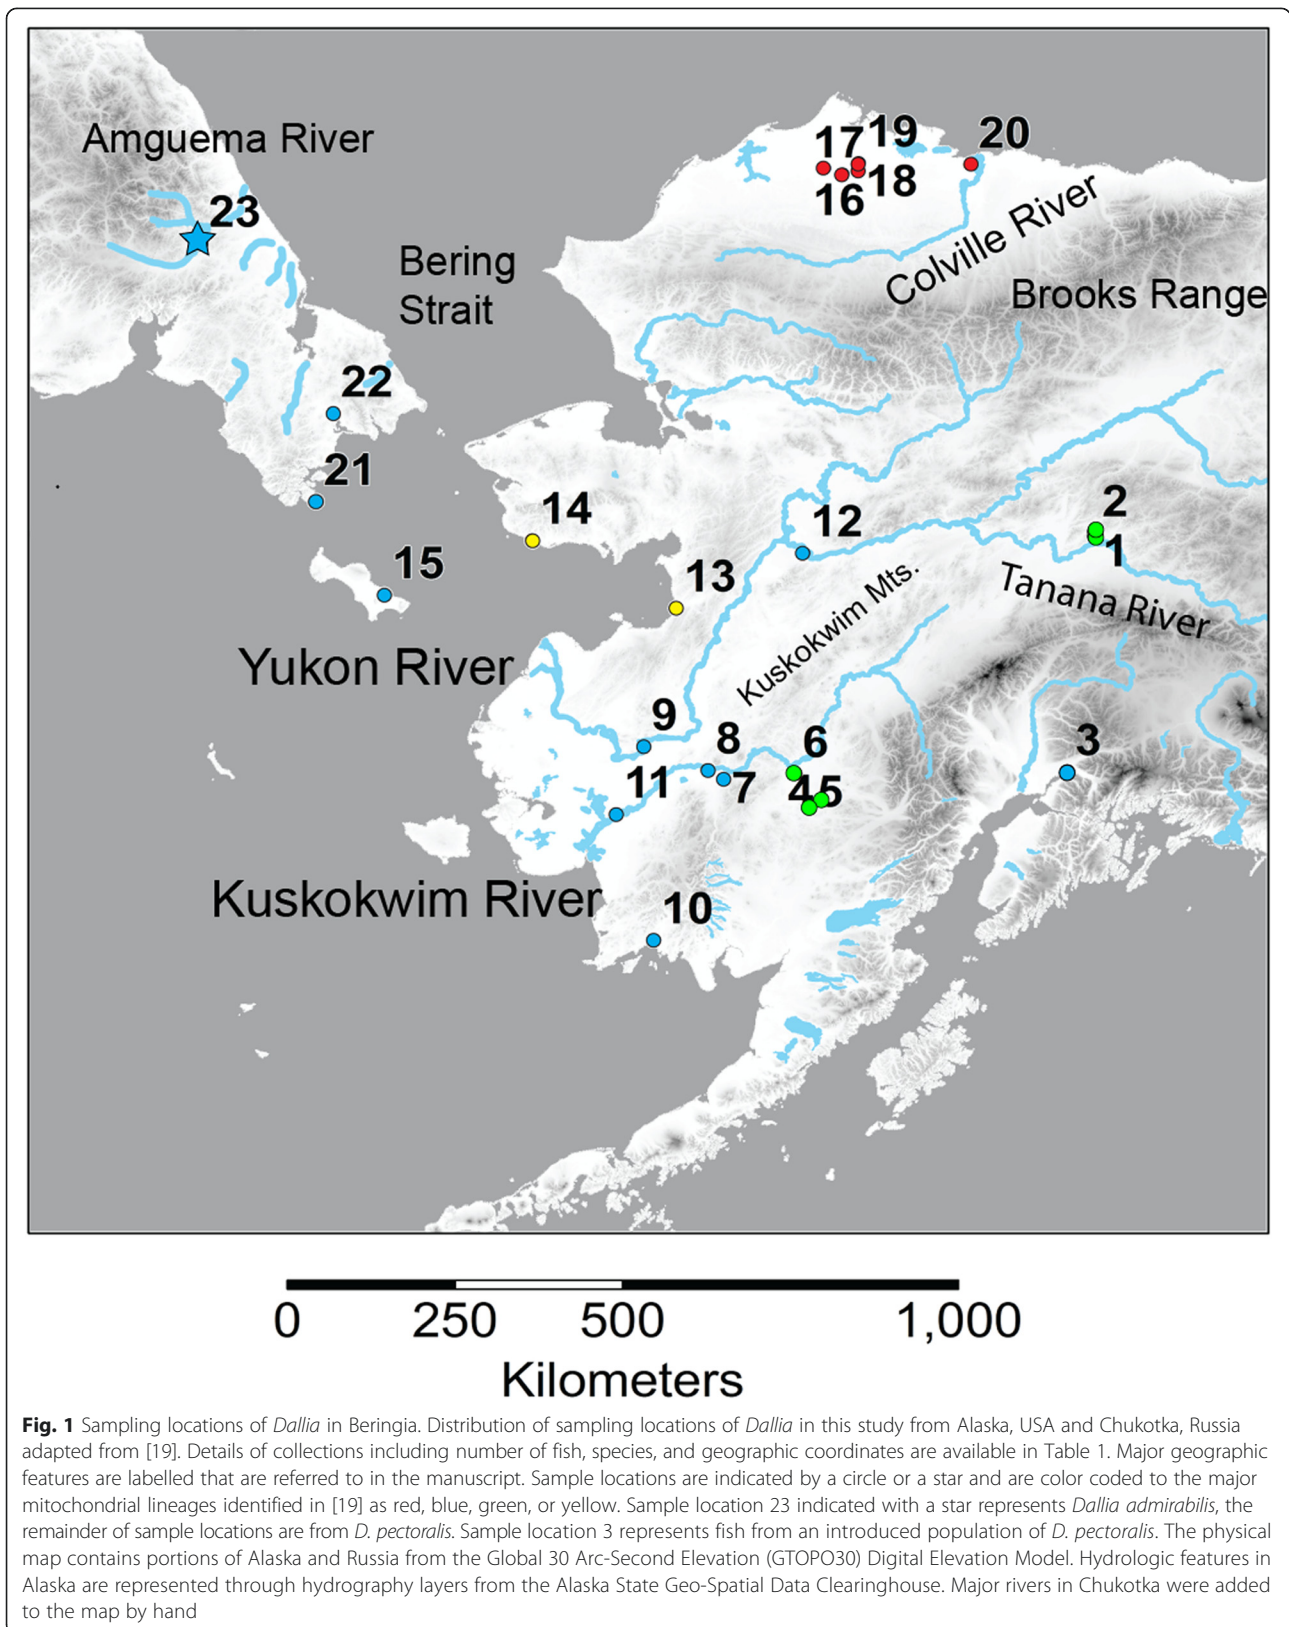 Amguema River
23
Bering
Strait
17
19
20
16
18
Colville River
Brooks Range
22
21
14
12
2
1
15
13
Tanana River
Kuskokwim Mts.
Yukon River
9
8
6
3
11
7
4
5
Kuskokwim River
10
0
250
500
1,000
Kilometers
Fig. 1 Sampling locations of Dallia in Beringia. Distribution of sampling locations of Dallia in this study from Alaska, USA and Chukotka, Russia
adapted from [19]. Details of collections including number of fish, species, and geographic coordinates are available in Table 1. Major geographic
features are labelled that are referred to in the manuscript. Sample locations are indicated by a circle or a star and are color coded to the major
mitochondrial lineages identified in [19] as red, blue, green, or yellow. Sample location 23 indicated with a star represents Dallia admirabilis, the
remainder of sample locations are from D. pectoralis. Sample location 3 represents fish from an introduced population of D. pectoralis. The physical
map contains portions of Alaska and Russia from the Global 30 Arc-Second Elevation (GTOPO30) Digital Elevation Model. Hydrologic features in
Alaska are represented through hydrography layers from the Alaska State Geo-Spatial Data Clearinghouse. Major rivers in Chukotka were added
to the map by hand